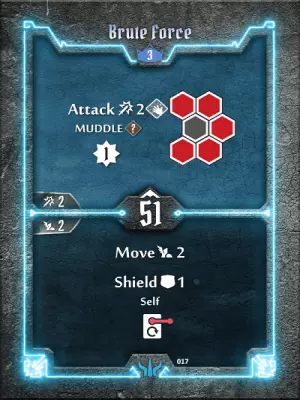 Brute Force
3
Attack 2
MUDDLE ?
1
2
51
2
Move 2
Shield 1
Self
017